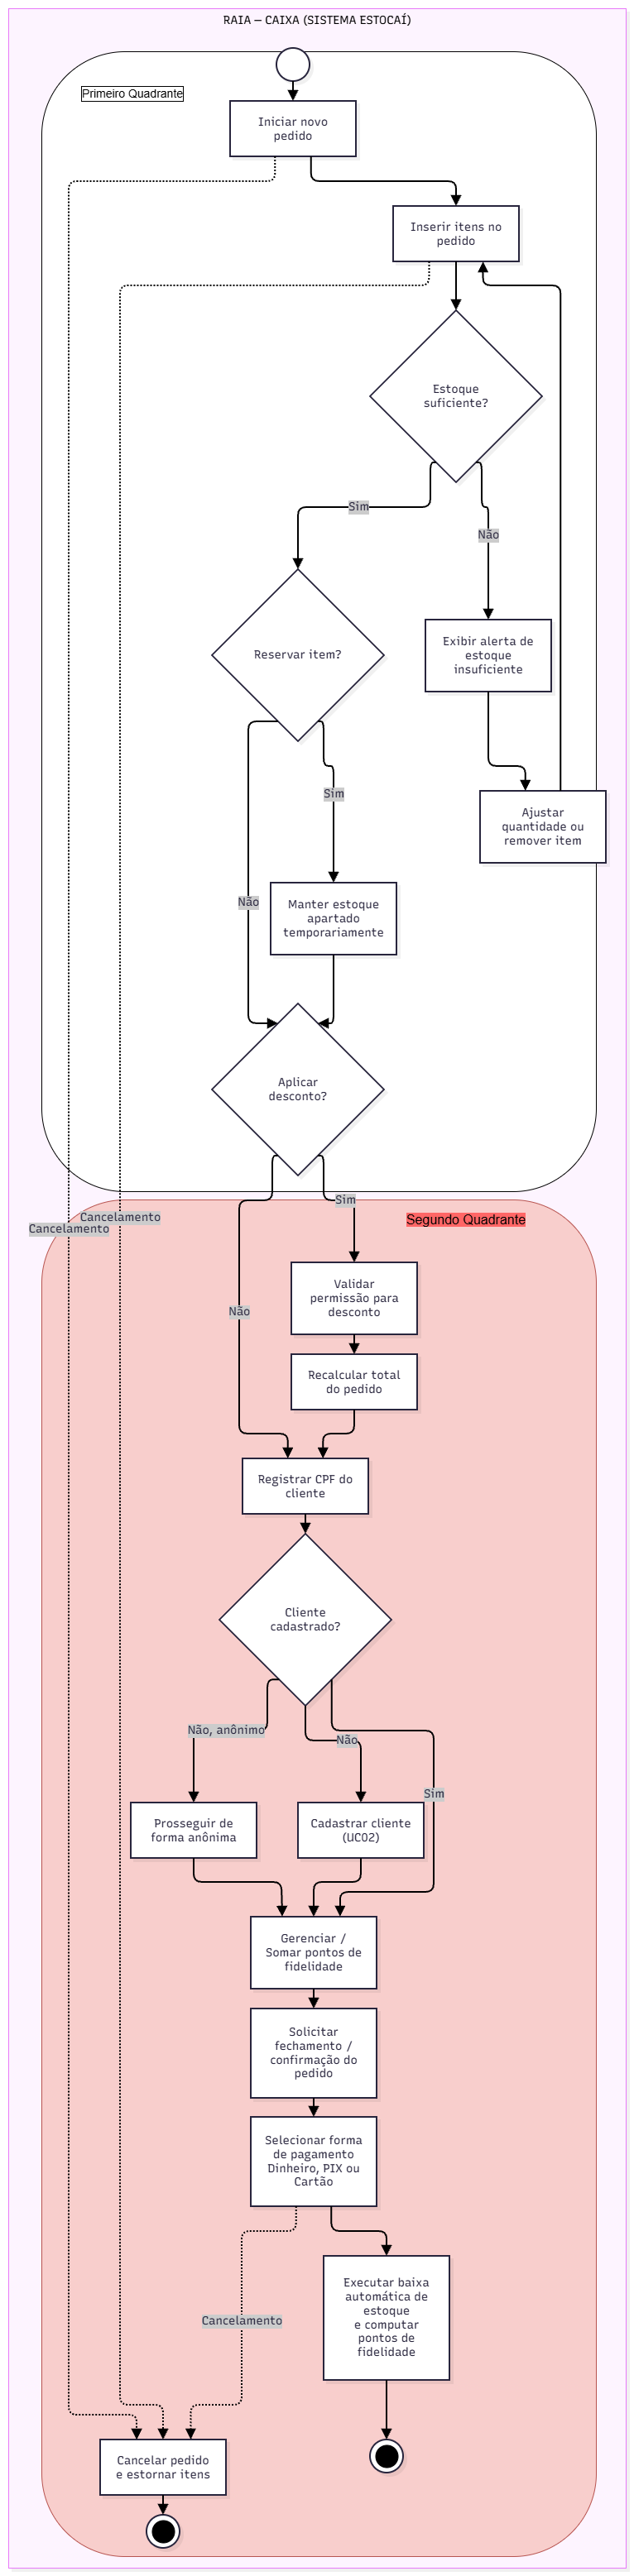 RAIA – CAIXA (SISTEMA ESTOCAÍ)
Primeiro Quadrante
Iniciar novo
pedido
Inserir itens no
pedido
Estoque
suficiente?
Sim
Não
Reservar item?
Exibir alerta de
estoque
insuficiente
Sim
Ajustar
quantidade ou
remover item
Não
Manter estoque
apartado
temporariamente
Aplicar
desconto?
Sim
Cancelamento
Cancelamento
Segundo Quadrante
Validar
permissão para
desconto
Não
Recalcular total
do pedido
Registrar CPF do
cliente
Cliente
cadastrado?
Não, anônimo
Não
Sim
Prosseguir de
forma anônima
Cadastrar cliente
(UC02)
Gerenciar /
Somar pontos de
fidelidade
Solicitar
fechamento /
confirmação do
pedido
Selecionar forma
de pagamento
Dinheiro, PIX ou
Cartão
Executar baixa
automática de
estoque
e computar
pontos de
fidelidade
Cancelamento
Cancelar pedido
e estornar itens